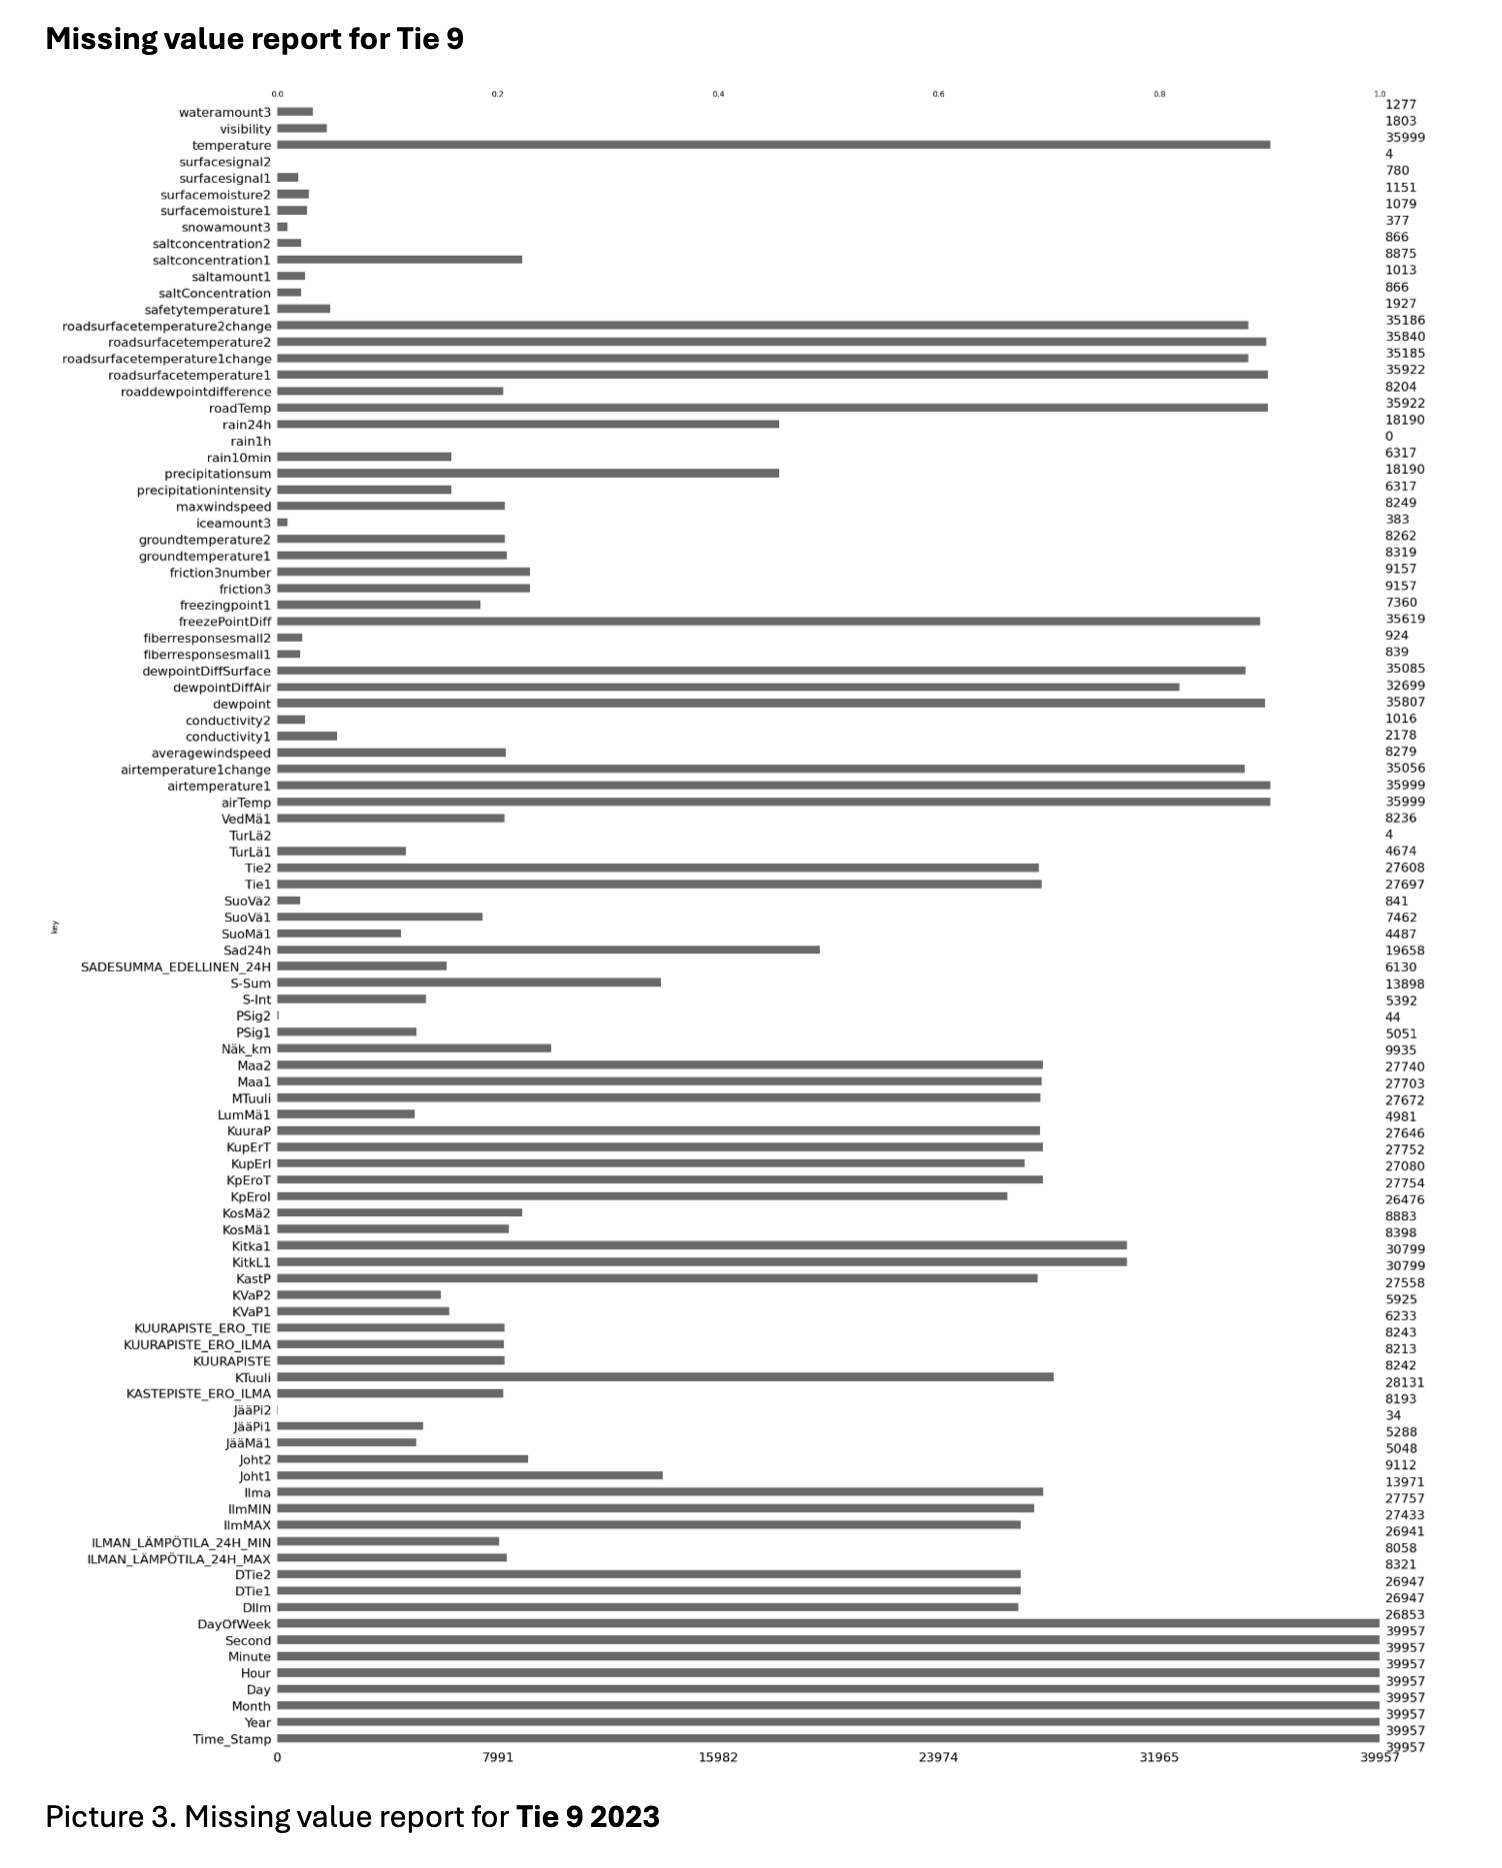 Missing value report for Tie 9
0.0 0.2 0.4 0.6 0.8 1.0
wateramount3 1277
visibility 1803
temperature 35999
surfacesignal2 4
surfacesignal1 780
surfacemoisture2 1151
surfacemoisture1 1079
snowamount3 377
saltconcentration2 866
saltconcentration1 8875
saltamount1 1013
saltConcentration 866
safetytemperature1 1927
roadsurfacetemperature2change 35186
roadsurfacetemperature2 35840
roadsurfacetemperature1change 35185
roadsurfacetemperature1 35922
roaddewpointdifference 8204
roadTemp 35922
rain24h 18190
rain1h 0
rain10min 6317
precipitationsum 18190
precipitationintensity 6317
maxwindspeed 8249
iceamount3 383
groundtemperature2 8262
groundtemperature1 8319
friction3number 9157
friction3 9157
freezingpoint1 7360
freezePointDiff 35619
fiberresponsesmall2 924
fiberresponsesmall1 839
dewpointDiffSurface 35085
dewpointDiffAir 32699
dewpoint 35807
conductivity2 1016
conductivity1 2178
averagewindspeed 8279
airtemperature1change 35056
airtemperature1 35999
airTemp 35999
VedMä1 8236
TurLä2 4
TurLä1 4674
Tie2 27608
Tie1 27697
SuoVä2 841
SuoVä1 7462
key
SuoMä1 4487
Sad24h 19658
SADESUMMA_EDELLINEN_24H 6130
S-Sum 13898
S-Int 5392
PSig2 44
PSig1 5051
Näk_km 9935
Maa2 27740
Maa1 27703
MTuuli 27672
LumMä1 4981
KuuraP 27646
KupErT 27752
KupErI 27080
KpEroT 27754
KpEroI 26476
KosMä2 8883
KosMä1 8398
Kitka1 30799
KitkL1 30799
KastP 27558
KVaP2 5925
KVaP1 6233
KUURAPISTE_ERO_TIE 8243
KUURAPISTE_ERO_ILMA 8213
KUURAPISTE 8242
KTuuli 28131
KASTEPISTE_ERO_ILMA 8193
JääPi2 34
JääPi1 5288
JääMä1 5048
Joht2 9112
Joht1 13971
Ilma 27757
IlmMIN 27433
IlmMAX 26941
ILMAN_LÄMPÖTILA_24H_MIN 8058
ILMAN_LÄMPÖTILA_24H_MAX 8321
DTie2 26947
DTie1 26947
DIlm 26853
DayOfWeek 39957
Second 39957
Minute 39957
Hour 39957
Day 39957
Month 39957
Year 39957
Time_Stamp 39957
0 7991 15982 23974 31965 39957
Picture 3. Missing value report for Tie 9 2023